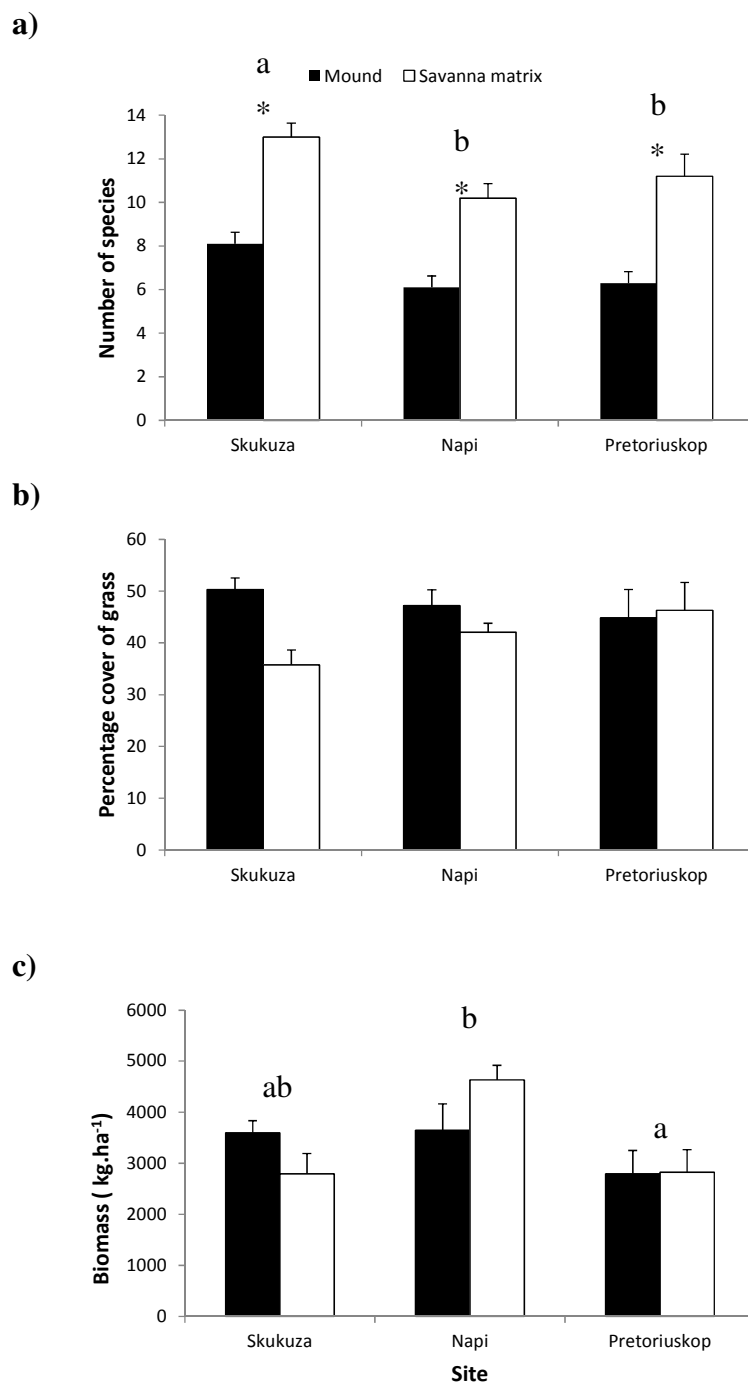 a)
a
Mound Savanna matrix
b
b
*
*
*
14
12
10
8
6
4
2
0
Number of species
Skukuza Napi Pretoriuskop
b)
60
50
40
30
20
10
0
Percentage cover of grass
Skukuza Napi Pretoriuskop
c)
6000
5000
4000
3000
2000
1000
0
Biomass ( kg.ha-1)
ab
b
a
Skukuza Napi Pretoriuskop
Site